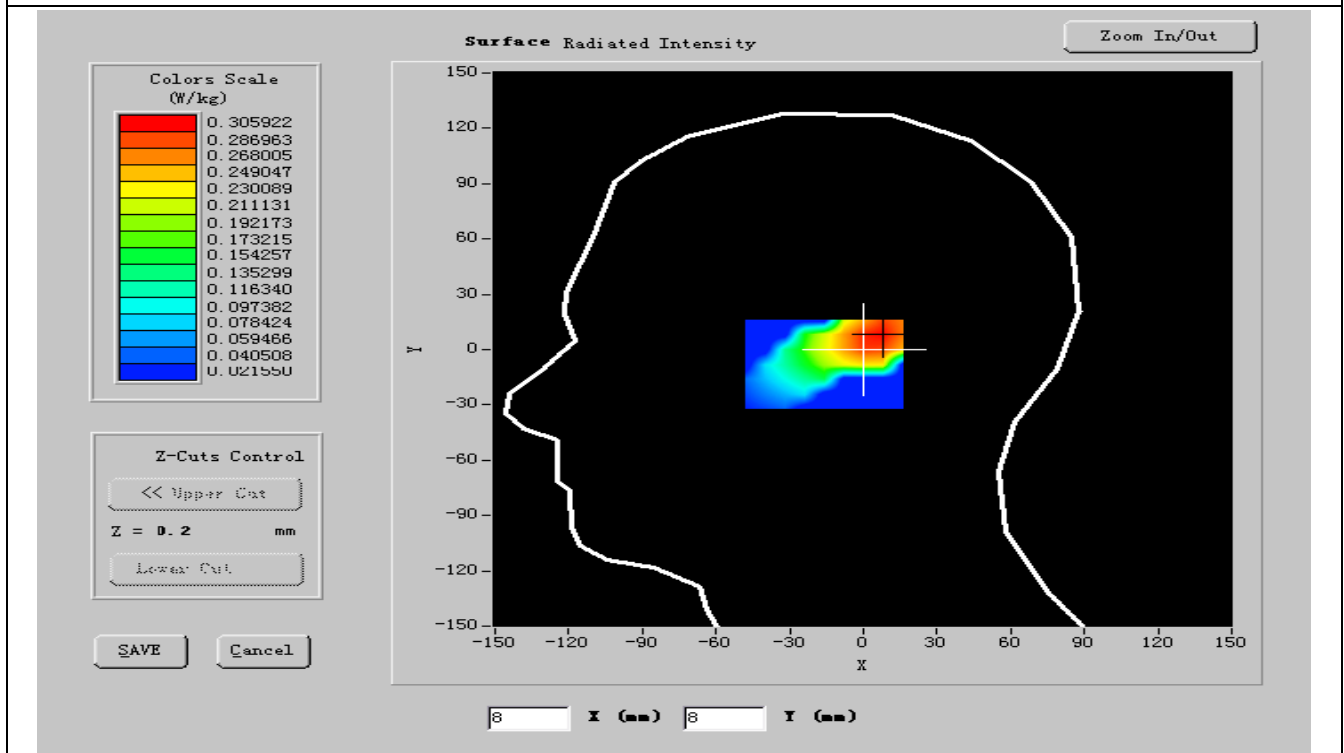 Surface Radiated Intensity
Zoom In/Out
Colors Scale
(W/kg)
0.305922
0.286963
0.268005
0.249047
0.230089
0.211131
0.192173
0.173215
0.154257
0.135299
0.116340
0.097382
0.078424
0.059466
0.040508
0.021550
Z-Cuts Control
<< Upper Cut
Z = 0.2 mm
Lower Cut
SAVE
Cancel
150
120
90
60
30
0
-30
-60
-90
-120
-150
Y
-150 -120 -90 -60 -30 0 30 60 90 120 150
X
8 X (mm) 8 Y (mm)